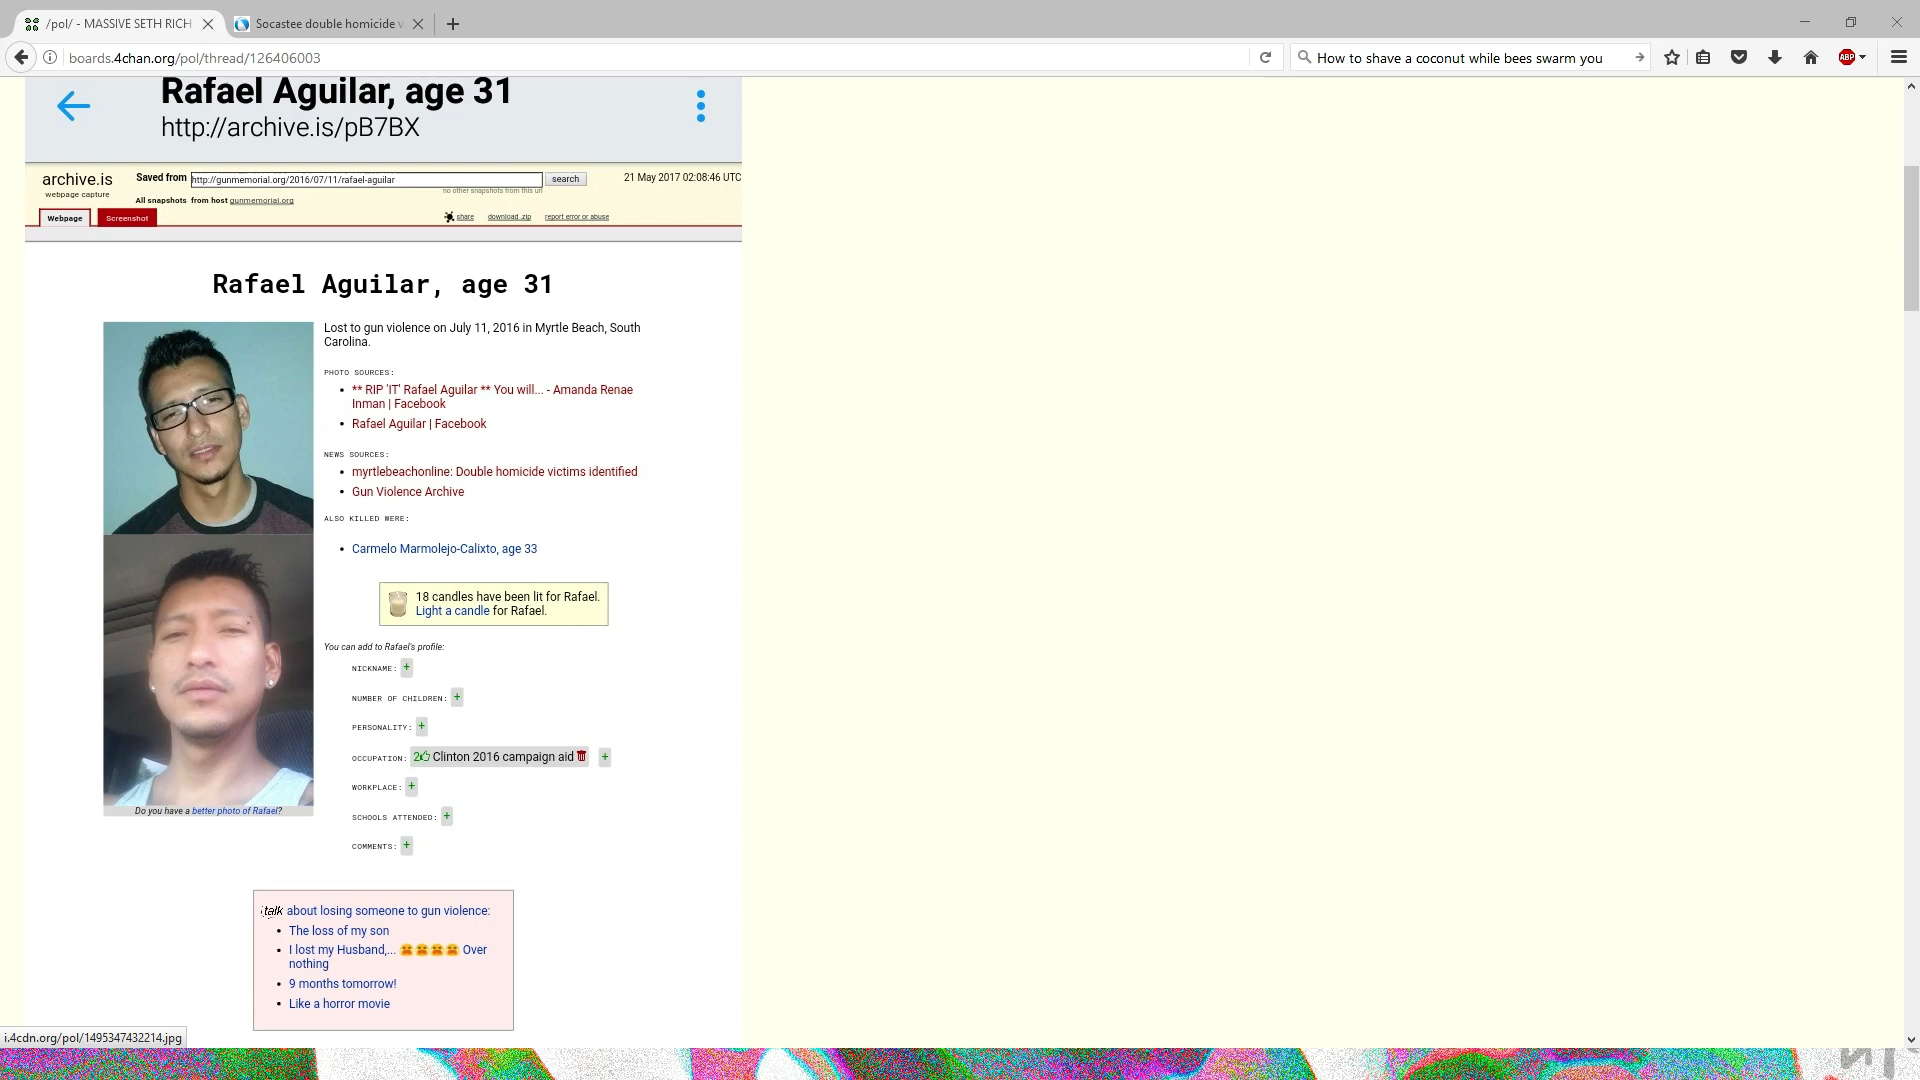 /pol/ - MASSIVE SETH RICH
Socastee double homicide v
boards.4chan.org/pol/thread/126406003
How to shave a coconut while bees swarm you
ABP
Rafael Aguilar, age 31
http://archive.is/pB7BX
archive.is
webpage capture
Saved from
http://gunmemorial.org/2016/07/11/rafael-aguilar
search
21 May 2017 02:08:46 UTC
no other snapshots from this url
All snapshots from host gunmemorial.org
Webpage
Screenshot
share
download .zip
report error or abuse
Rafael Aguilar, age 31
Lost to gun violence on July 11, 2016 in Myrtle Beach, South
Carolina.
PHOTO SOURCES:
• ** RIP 'IT' Rafael Aguilar ** You will... - Amanda Renae
Inman | Facebook
• Rafael Aguilar | Facebook
NEWS SOURCES:
• myrtlebeachonline: Double homicide victims identified
• Gun Violence Archive
ALSO KILLED WERE:
• Carmelo Marmolejo-Calixto, age 33
18 candles have been lit for Rafael.
Light a candle for Rafael.
You can add to Rafael's profile:
NICKNAME: +
NUMBER OF CHILDREN: +
PERSONALITY: +
OCCUPATION: 2 Clinton 2016 campaign aid +
WORKPLACE: +
SCHOOLS ATTENDED: +
COMMENTS: +
Do you have a better photo of Rafael?
talk about losing someone to gun violence:
• The loss of my son
• I lost my Husband,... Over
nothing
• 9 months tomorrow!
• Like a horror movie
i.4cdn.org/pol/1495347432214.jpg